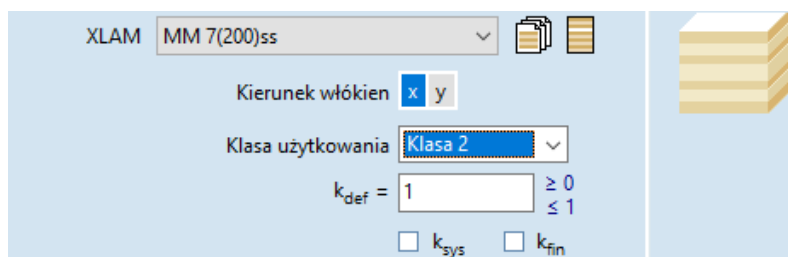 XLAM MM 7(200)ss
Kierunek włókien x y
Klasa użytkowania Klasa 2
kdef = 1 ≥ 0
≤ 1
ksys kfin